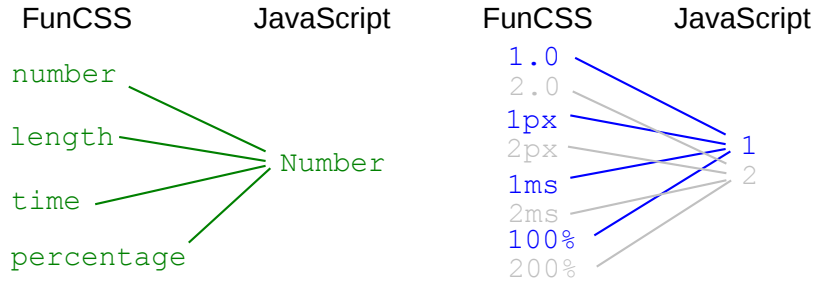 FunCSS JavaScript
number
length
Number
time
percentage
FunCSS JavaScript
1.0
2.0
1px
2px
1
2
1ms
2ms
100%
200%